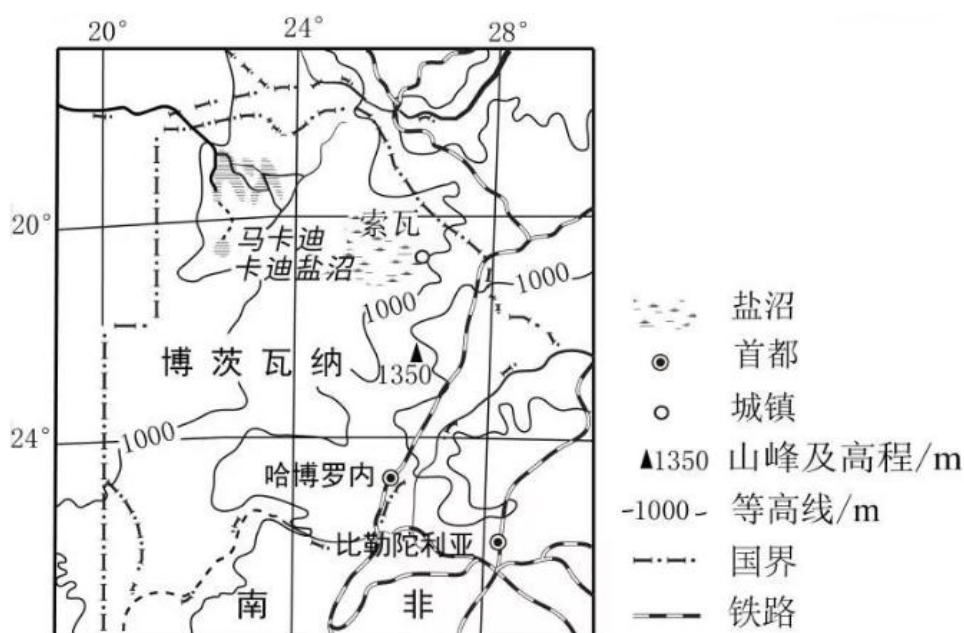 20° 24° 28°
20°
索瓦
马卡迪
卡迪盐沼
1000
1000
博茨瓦纳
1350
24°
1000
哈博罗内
比勒陀利亚
南 非
盐沼
首都
城镇
▲1350 山峰及高程/m
-1000- 等高线/m
国界
铁路